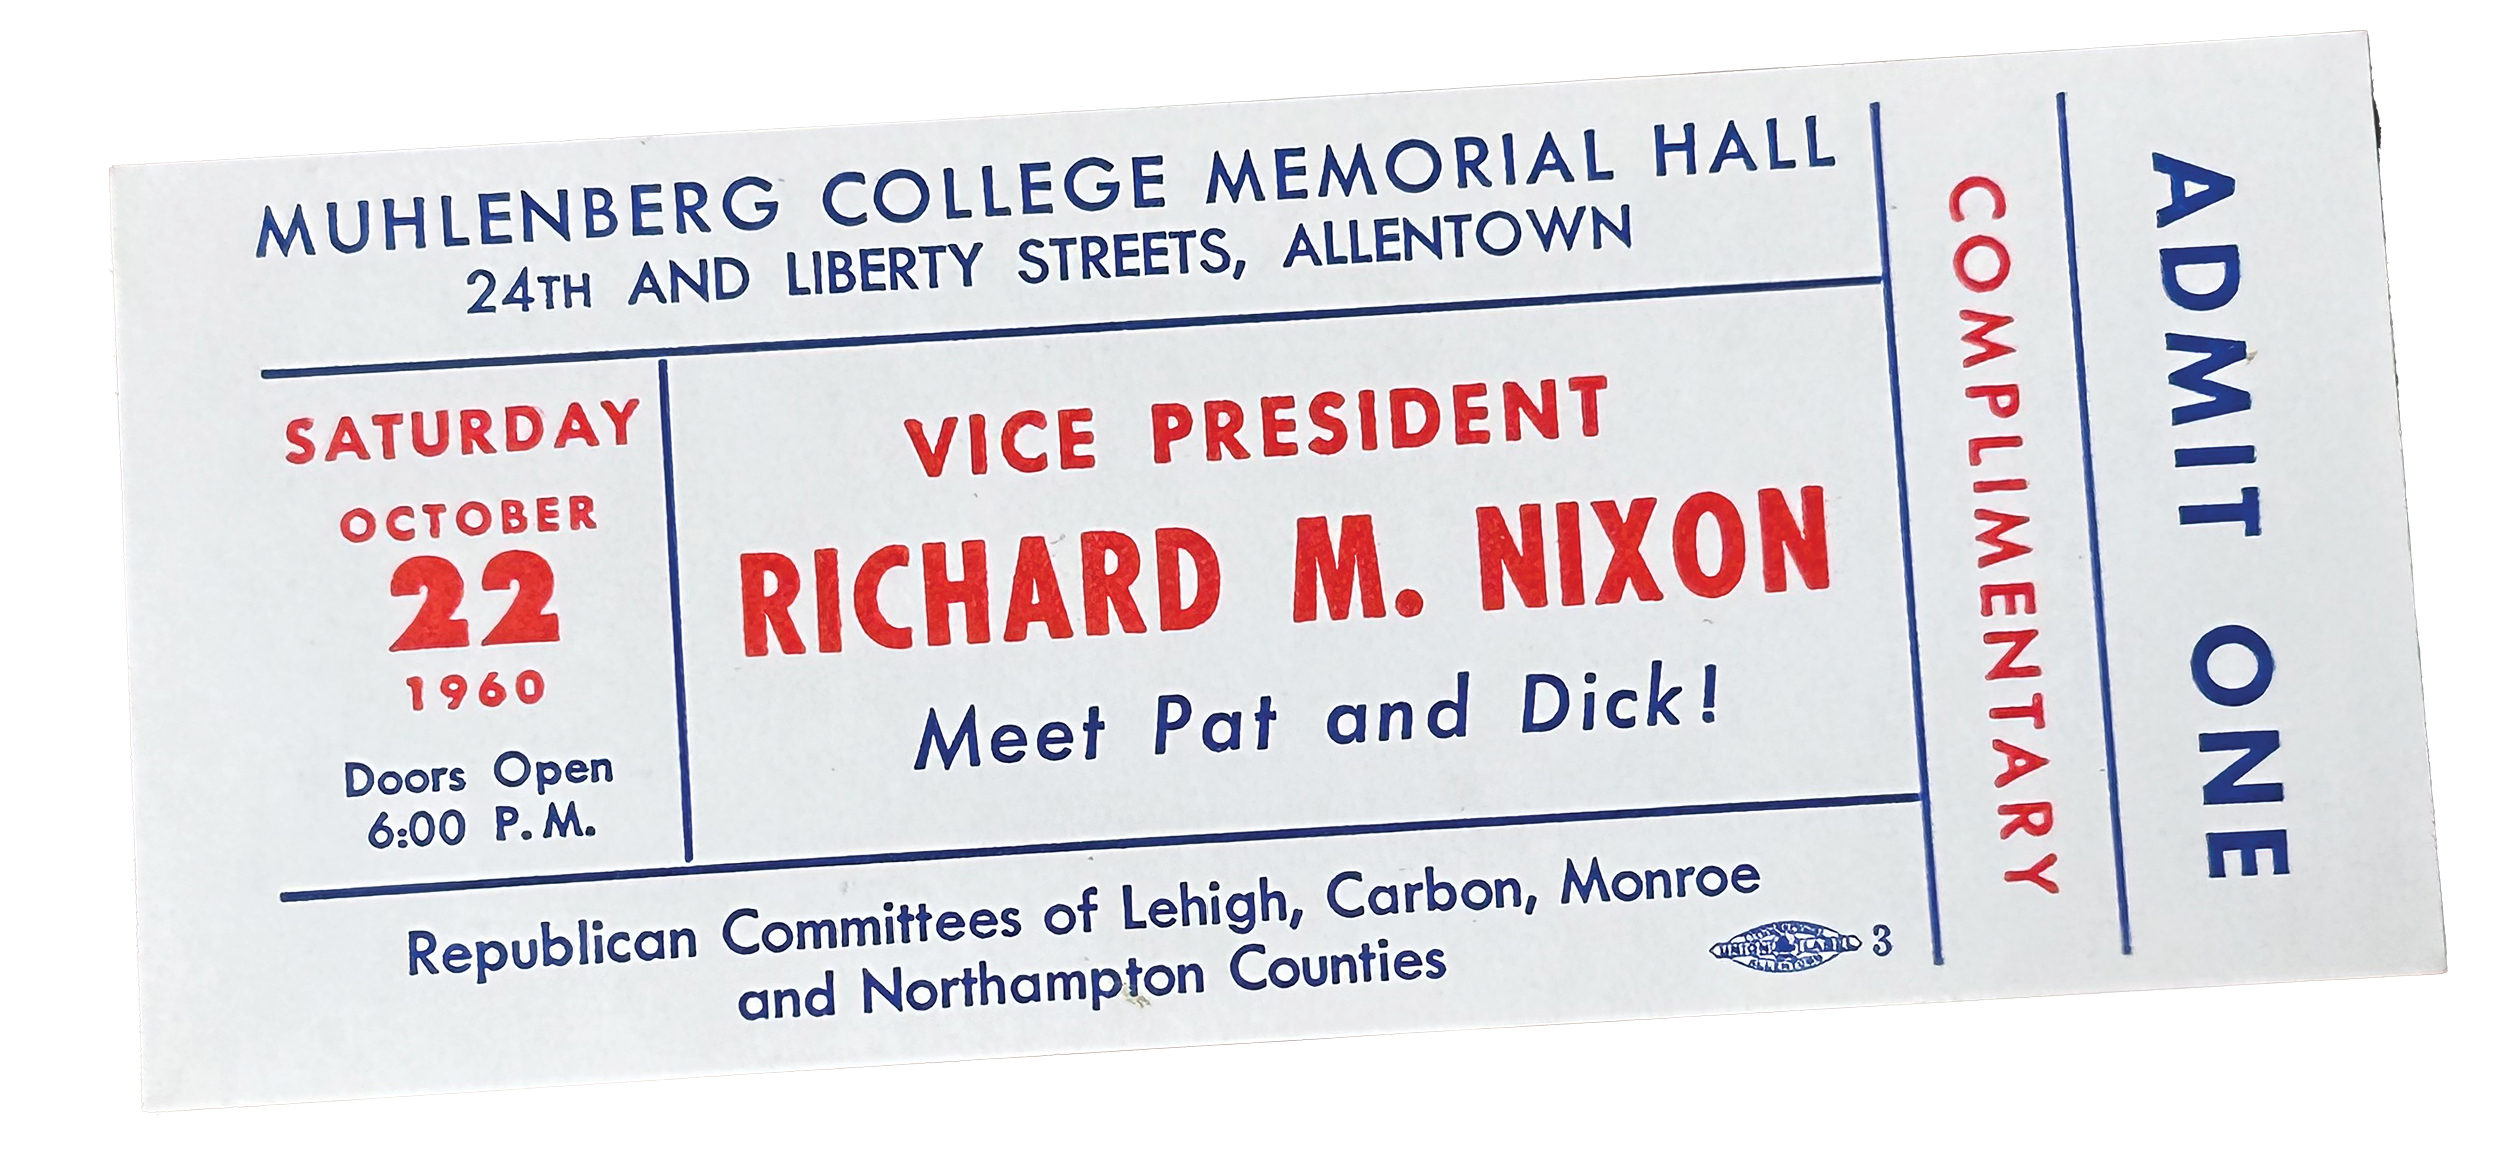 MUHLENBERG COLLEGE MEMORIAL HALL
24TH AND LIBERTY STREETS, ALLENTOWN
SATURDAY
OCTOBER
22
1960
Doors Open
6:00 P.M.
VICE PRESIDENT
RICHARD M. NIXON
Meet Pat and Dick!
Republican Committees of Lehigh, Carbon, Monroe
and Northampton Counties
3
COMPLIMENTARY
ADMIT ONE